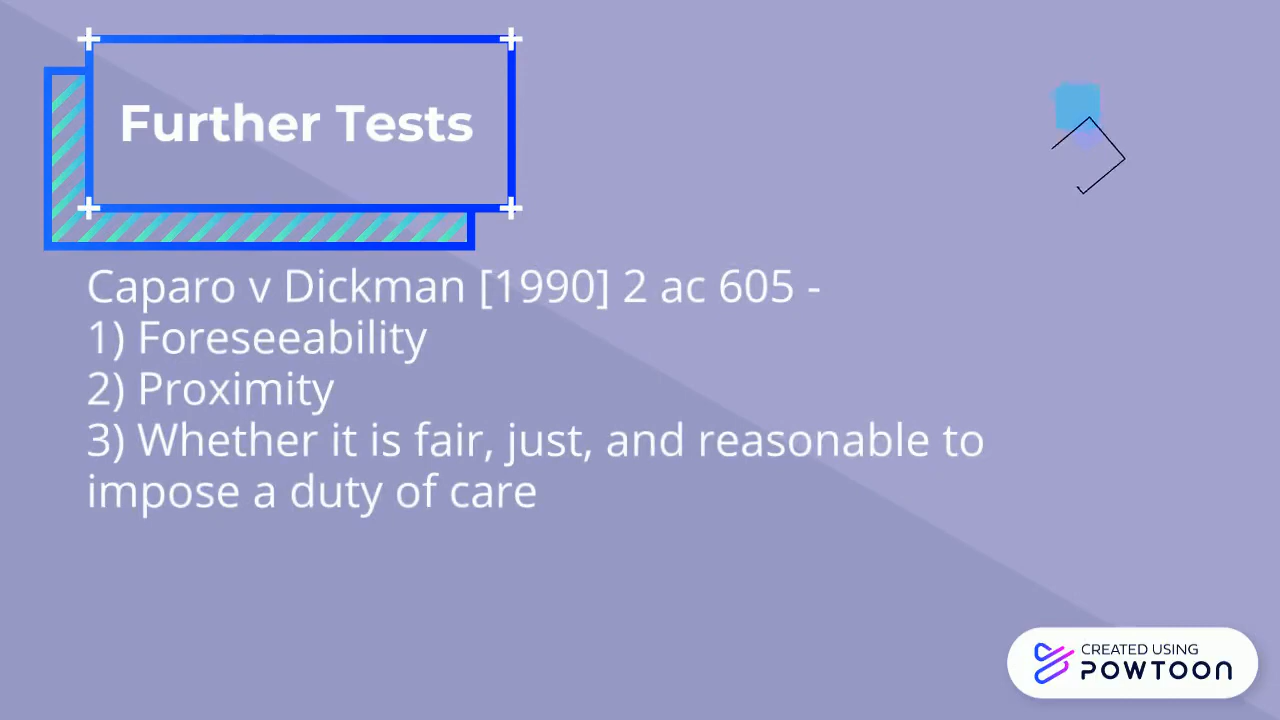 Further Tests
Caparo v Dickman [1990] 2 ac 605 -
1) Foreseeability
2) Proximity
3) Whether it is fair, just, and reasonable to
impose a duty of care
CREATED USING
POWTOON